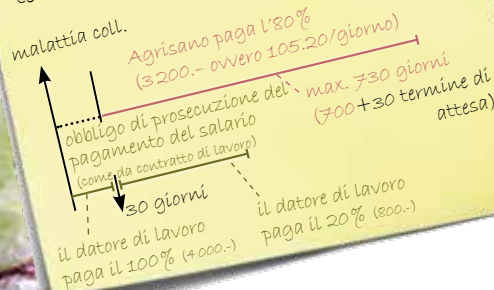 malattia coll.
Agrisano paga l'80%
(3200.- ovvero 105.20/giorno)
max. 730 giorni
(700+30 termine di
attesa)
obbligo di prosecuzione del
pagamento del salario
(come da contratto di lavoro)
30 giorni
il datore di lavoro
paga il 100% (4000.-)
il datore di lavoro
paga il 20% (800.-)